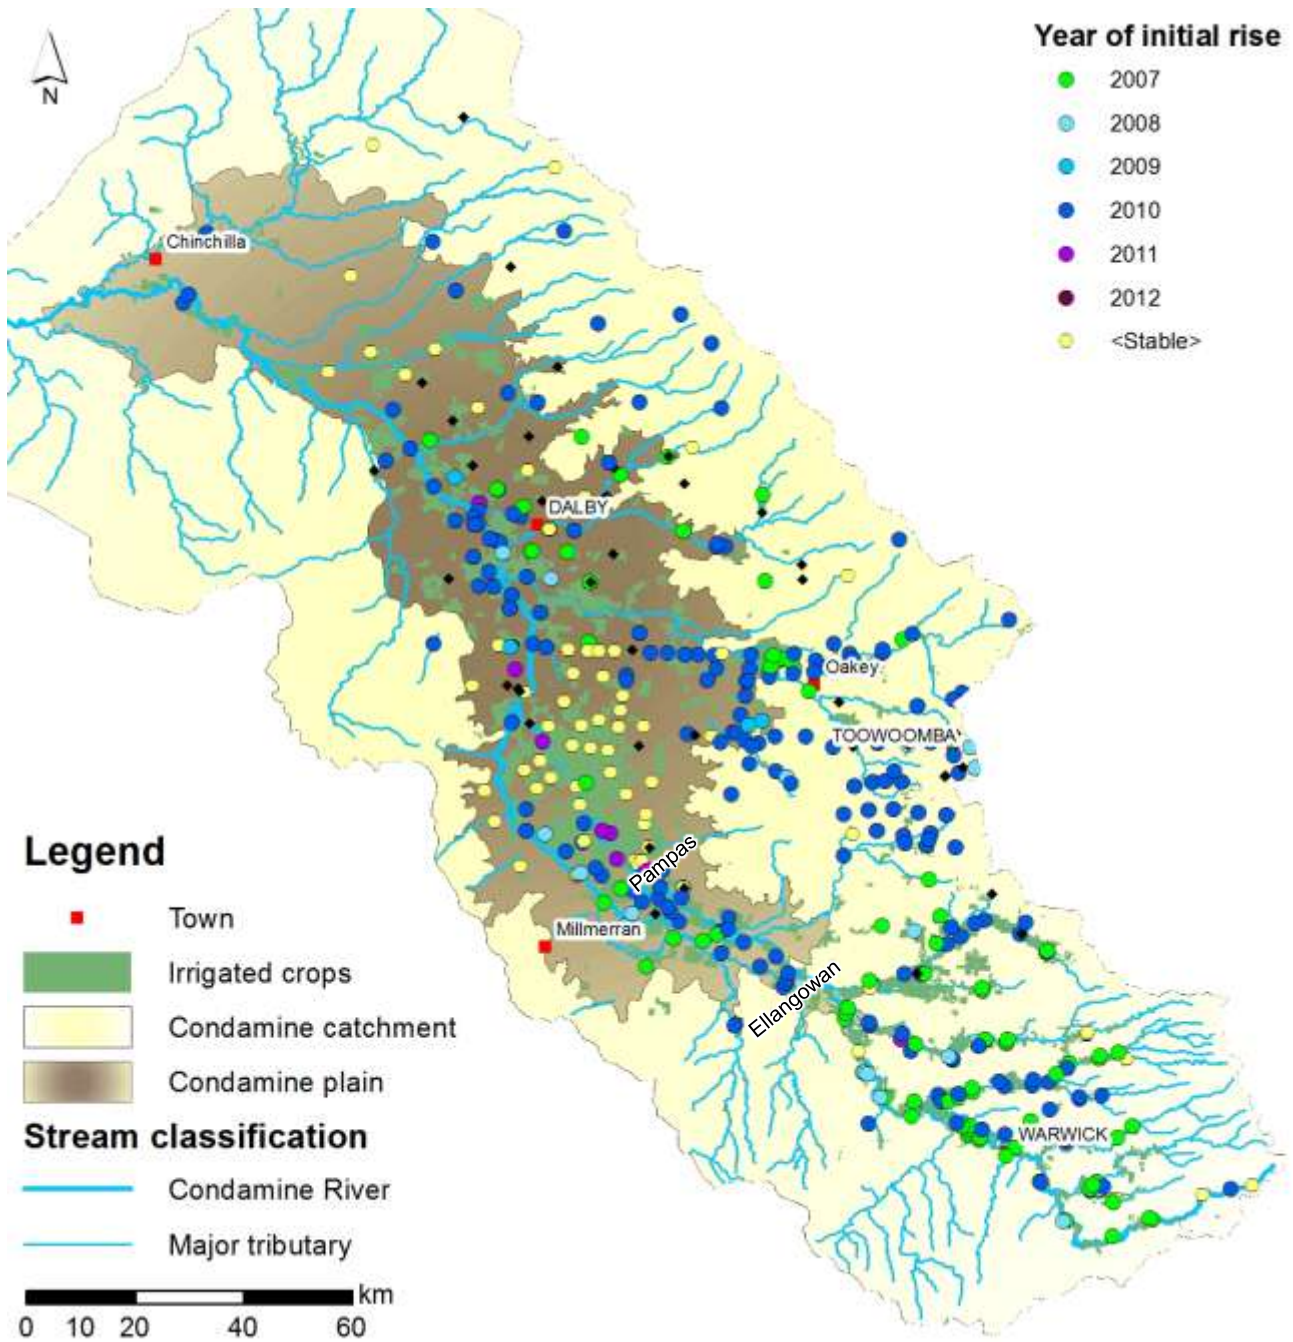 Year of initial rise
2007
2008
2009
2010
2011
2012
<Stable>
N
Chinchilla
DALBY
Oakey
TOOWOOMBA
Pampas
Millmerran
Ellangowan
WARWICK
Legend
Town
Irrigated crops
Condamine catchment
Condamine plain
Stream classification
Condamine River
Major tributary
km
0 10 20 40 60